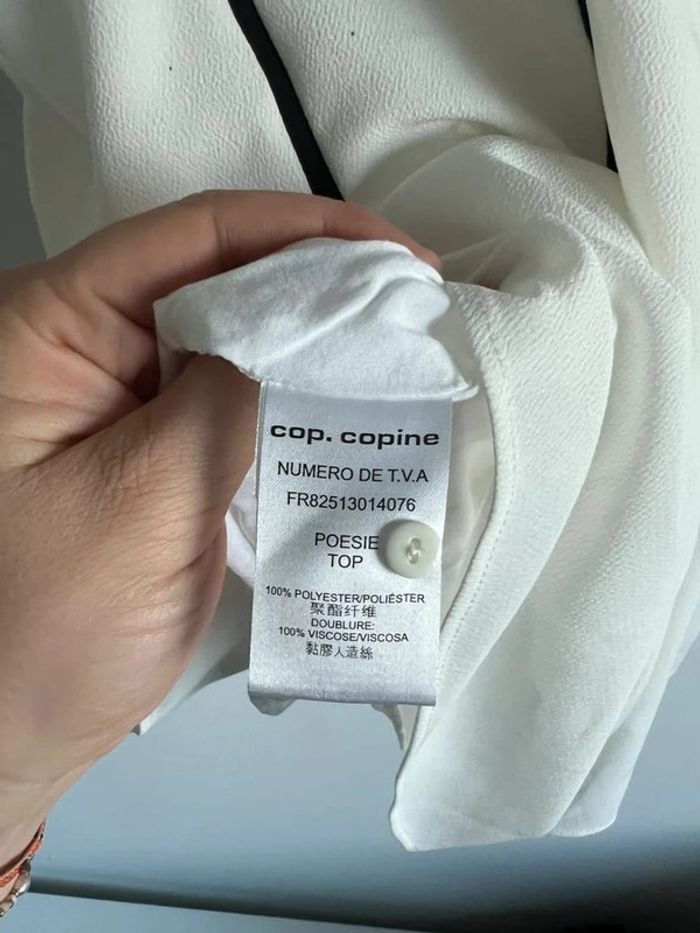 cop. copine
NUMERO DE T.V.A
FR82513014076
POESIE
TOP
100% POLYESTER/POLIÉSTER
聚酯纤维
DOUBLURE:
100% VISCOSE/VISCOSA
黏膠人造絲